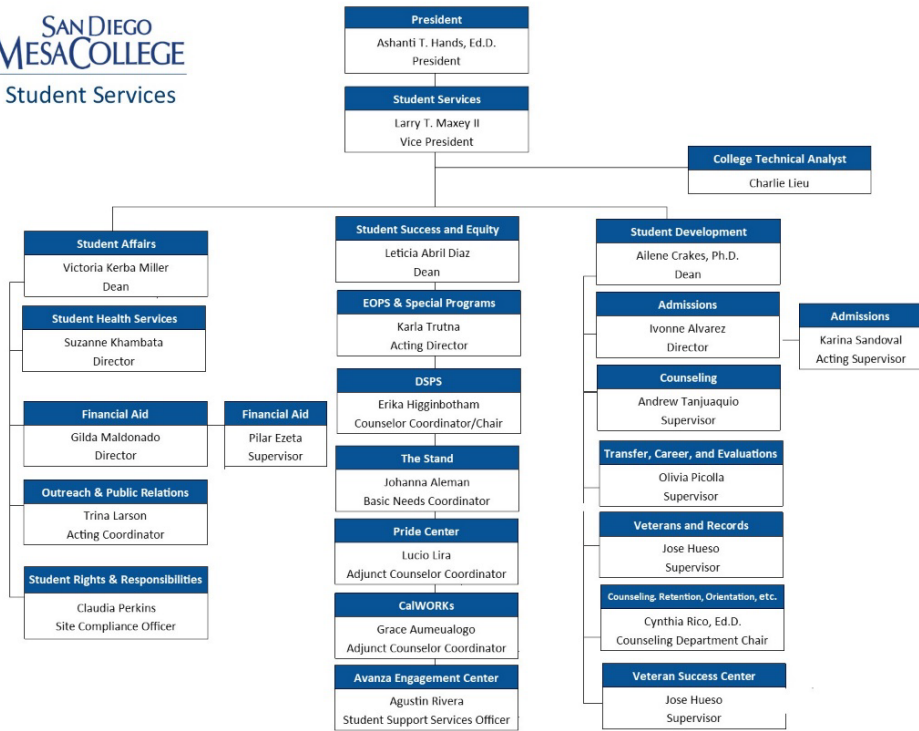 SAN DIEGO
MESA COLLEGE
Student Services
President
Ashanti T. Hands, Ed.D.
President
Student Services
Larry T. Maxey II
Vice President
College Technical Analyst
Charlie Lieu
Student Affairs
Victoria Kerba Miller
Dean
Student Health Services
Suzanne Khambata
Director
Financial Aid
Gilda Maldonado
Director
Financial Aid
Pilar Ezeta
Supervisor
Outreach & Public Relations
Trina Larson
Acting Coordinator
Student Rights & Responsibilities
Claudia Perkins
Site Compliance Officer
Student Success and Equity
Leticia Abril Diaz
Dean
EOPS & Special Programs
Karla Trutna
Acting Director
DSPS
Erika Higginbotham
Counselor Coordinator/Chair
The Stand
Johanna Aleman
Basic Needs Coordinator
Pride Center
Lucio Lira
Adjunct Counselor Coordinator
CalWORKs
Grace Aumeualogo
Adjunct Counselor Coordinator
Avanza Engagement Center
Agustin Rivera
Student Support Services Officer
Student Development
Ailene Crakes, Ph.D.
Dean
Admissions
Ivonne Alvarez
Director
Admissions
Karina Sandoval
Acting Supervisor
Counseling
Andrew Tanjuaquio
Supervisor
Transfer, Career, and Evaluations
Olivia Picolla
Supervisor
Veterans and Records
Jose Hueso
Supervisor
Counseling. Retention, Orientation, etc.
Cynthia Rico, Ed.D.
Counseling Department Chair
Veteran Success Center
Jose Hueso
Supervisor